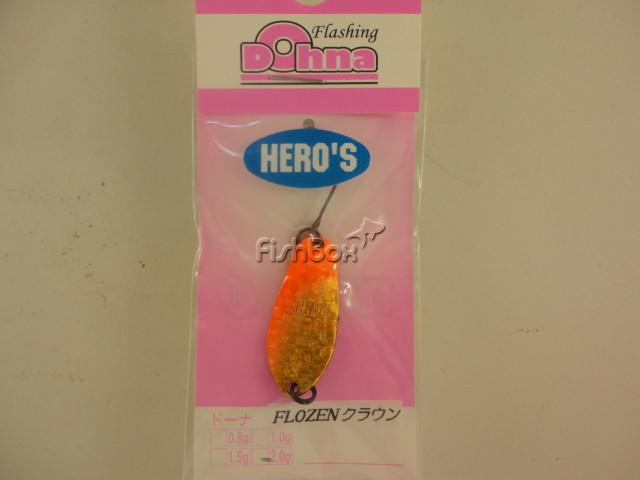 Flashing
Dohna
HERO'S
Fishbox
FLOZENクラウン
ドーナ
0.8g 1.0g
1.5g 2.0g